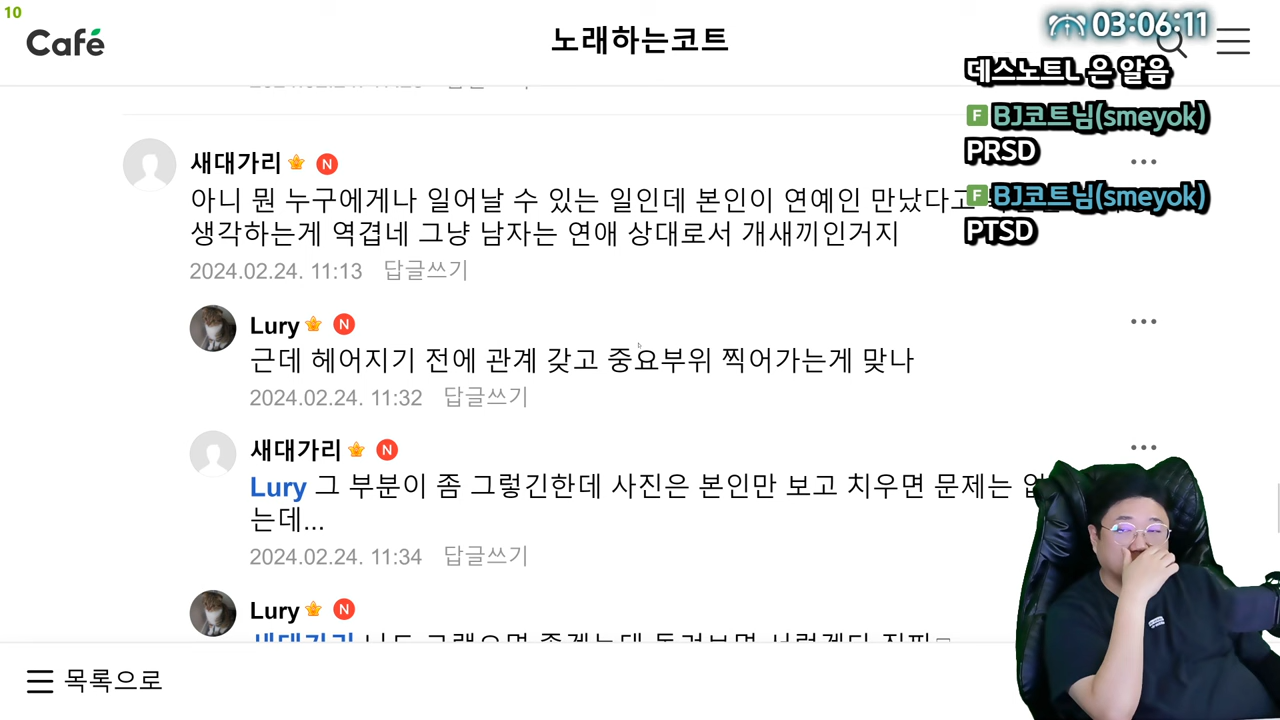 10
Café
노래하는코트
03:06:11
데스노트L 은 알음
F BJ코트님(smeyok)
PRSD
F BJ코트님(smeyok)
PTSD
새대가리 N
아니 뭔 누구에게나 일어날 수 있는 일인데 본인이 연예인 만났다고
생각하는게 역겹네 그냥 남자는 연애 상대로서 개새끼인거지
2024.02.24. 11:13 답글쓰기
Lury N
근데 헤어지기 전에 관계 갖고 중요부위 찍어가는게 맞나
2024.02.24. 11:32 답글쓰기
새대가리 N
Lury 그 부분이 좀 그렇긴한데 사진은 본인만 보고 치우면 문제는
는데...
2024.02.24. 11:34 답글쓰기
Lury N
목록으로